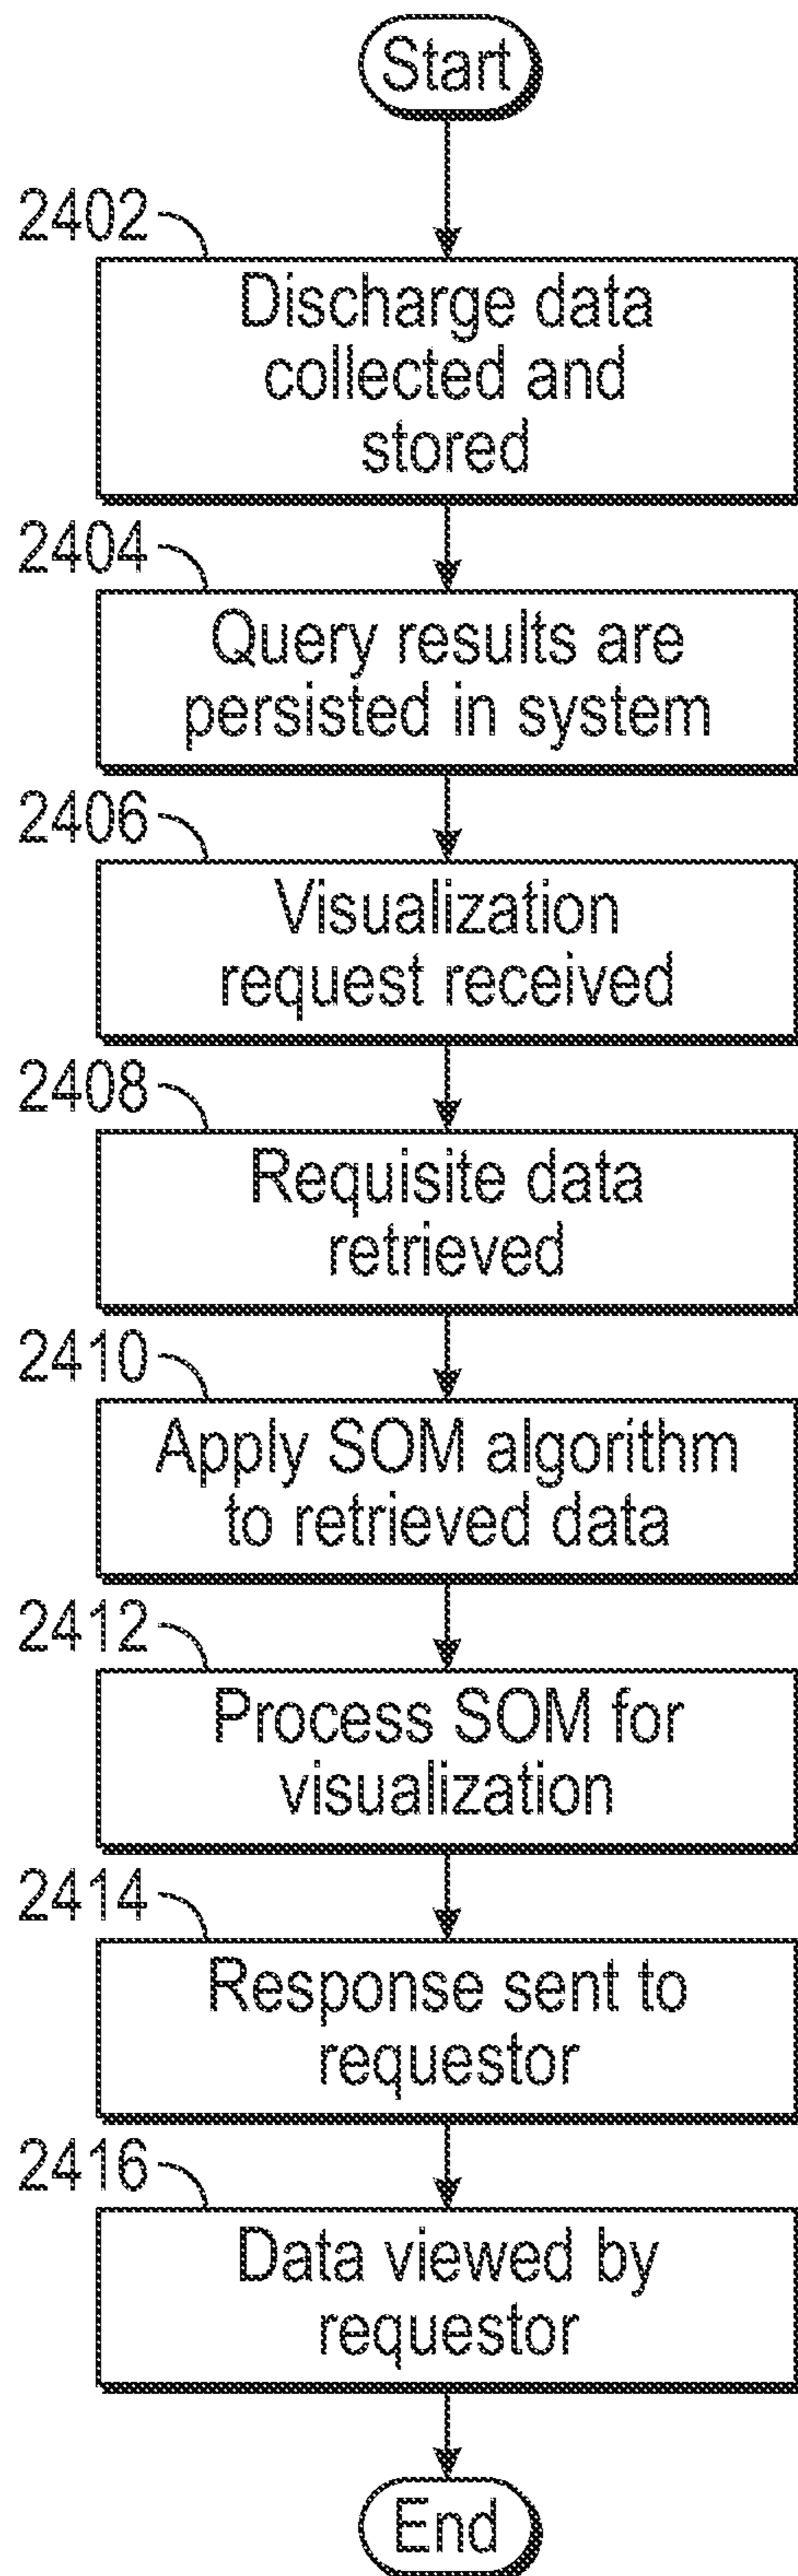 Start
2402
Discharge data
collected and
stored
2404
Query results are
persisted in system
2406
Visualization
request received
2408
Requisite data
retrieved
2410
Apply SOM algorithm
to retrieved data
2412
Process SOM for
visualization
2414
Response sent to
requestor
2416
Data viewed by
requestor
End